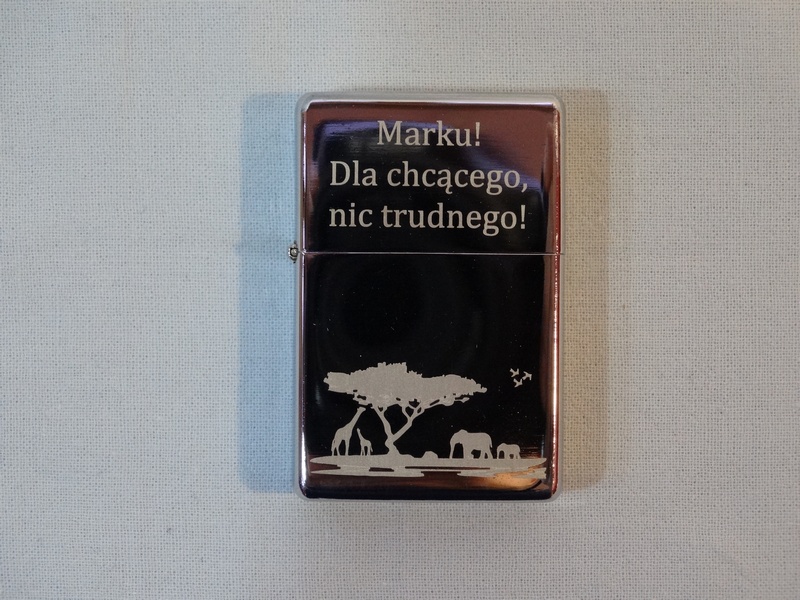 Marku!
Dla chcącego,
nic trudnego!